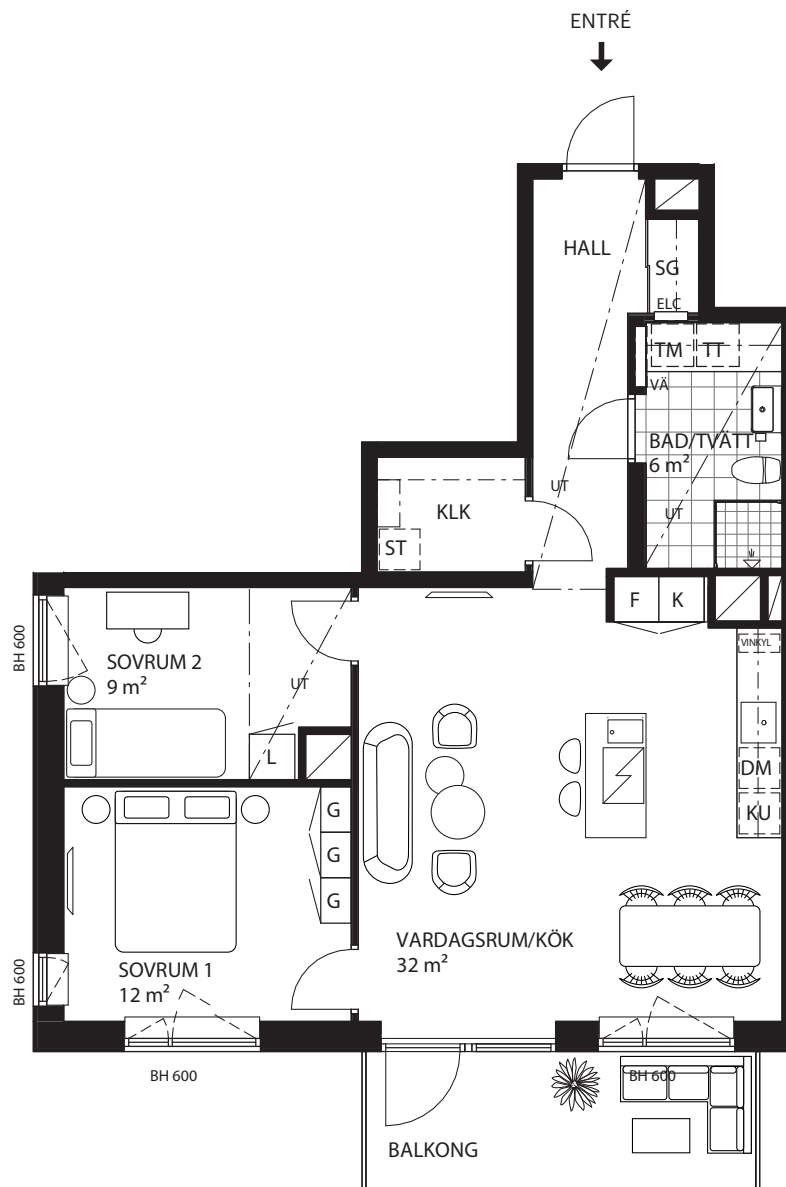 ENTRÉ
HALL
SG
ELC
TM
TT
VÄ
BAD/TVÄTT
6 m²
UT
UT
KLK
ST
F
K
BH 600
SOVRUM 2
9 m²
UT
L
VINKYL
DM
KU
G
G
G
SOVRUM 1
12 m²
VARDAGSRUM/KÖK
32 m²
BH 600
BH 600
BH 600
BALKONG